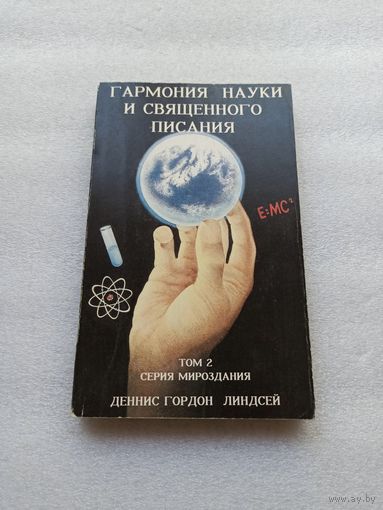 ГАРМОНИЯ НАУКИ
И СВЯЩЕННОГО
ПИСАНИЯ
E=MC²
ТОМ 2
СЕРИЯ МИРОЗДАНИЯ
ДЕННИС ГОРДОН ЛИНДСЕЙ
www.ay.by